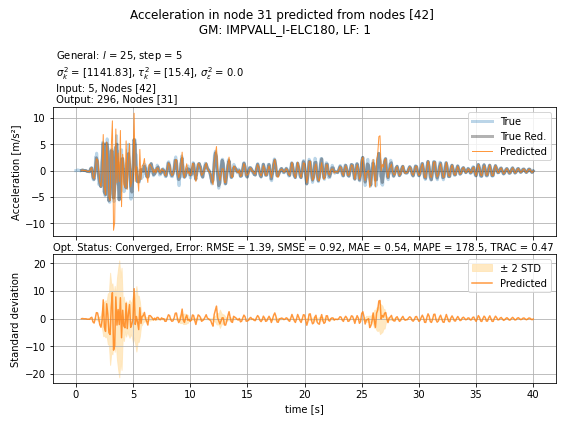 Acceleration in node 31 predicted from nodes [42]
GM: IMPVALL_I-ELC180, LF: 1
General: l = 25, step = 5
σ²ₖ = [1141.83], τ²ₖ = [15.4], σ²ε = 0.0
Input: 5, Nodes [42]
Output: 296, Nodes [31]
Acceleration [m/s²]
10
5
0
−5
−10
True
True Red.
Predicted
Opt. Status: Converged, Error: RMSE = 1.39, SMSE = 0.92, MAE = 0.54, MAPE = 178.5, TRAC = 0.47
Standard deviation
20
10
0
−10
−20
± 2 STD
Predicted
0 5 10 15 20 25 30 35 40
time [s]